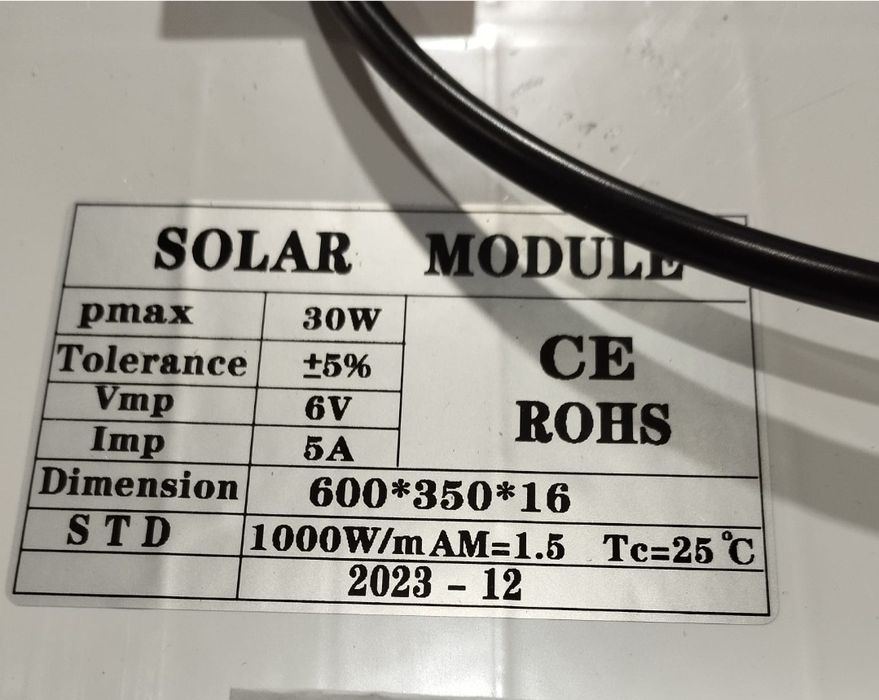 SOLAR MODULE
pmax 30W
Tolerance ±5%
CE
Vmp 6V
ROHS
Imp 5A
Dimension 600*350*16
STD 1000W/m AM=1.5 Tc=25℃
2023 - 12